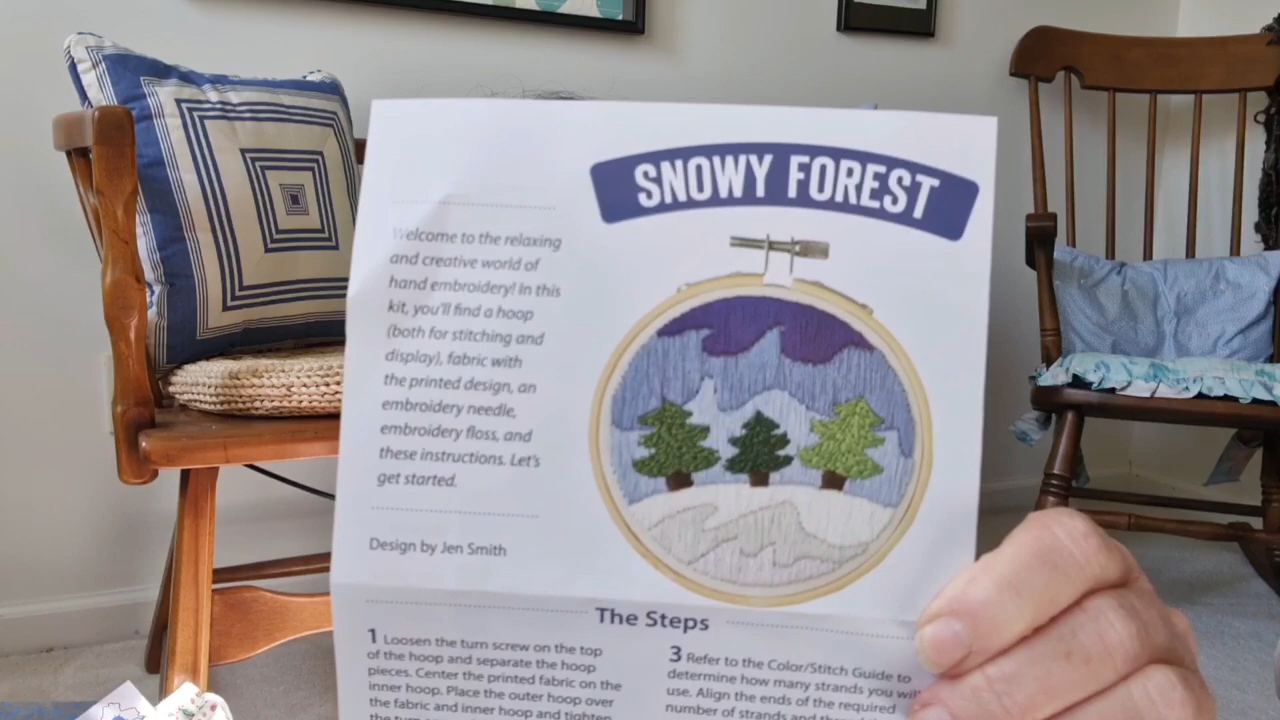 SNOWY FOREST
Welcome to the relaxing
and creative world of
hand embroidery! In this
kit, you'll find a hoop
(both for stitching and
display), fabric with
the printed design, an
embroidery needle,
embroidery floss, and
these instructions. Let's
get started.
Design by Jen Smith
The Steps
1 Loosen the turn screw on the top
of the hoop and separate the hoop
pieces. Center the printed fabric on the
inner hoop. Place the outer hoop over
the fabric and inner hoop and tighten
3 Refer to the Color/Stitch Guide to
determine how many strands you will
use. Align the ends of the required
number of strands and